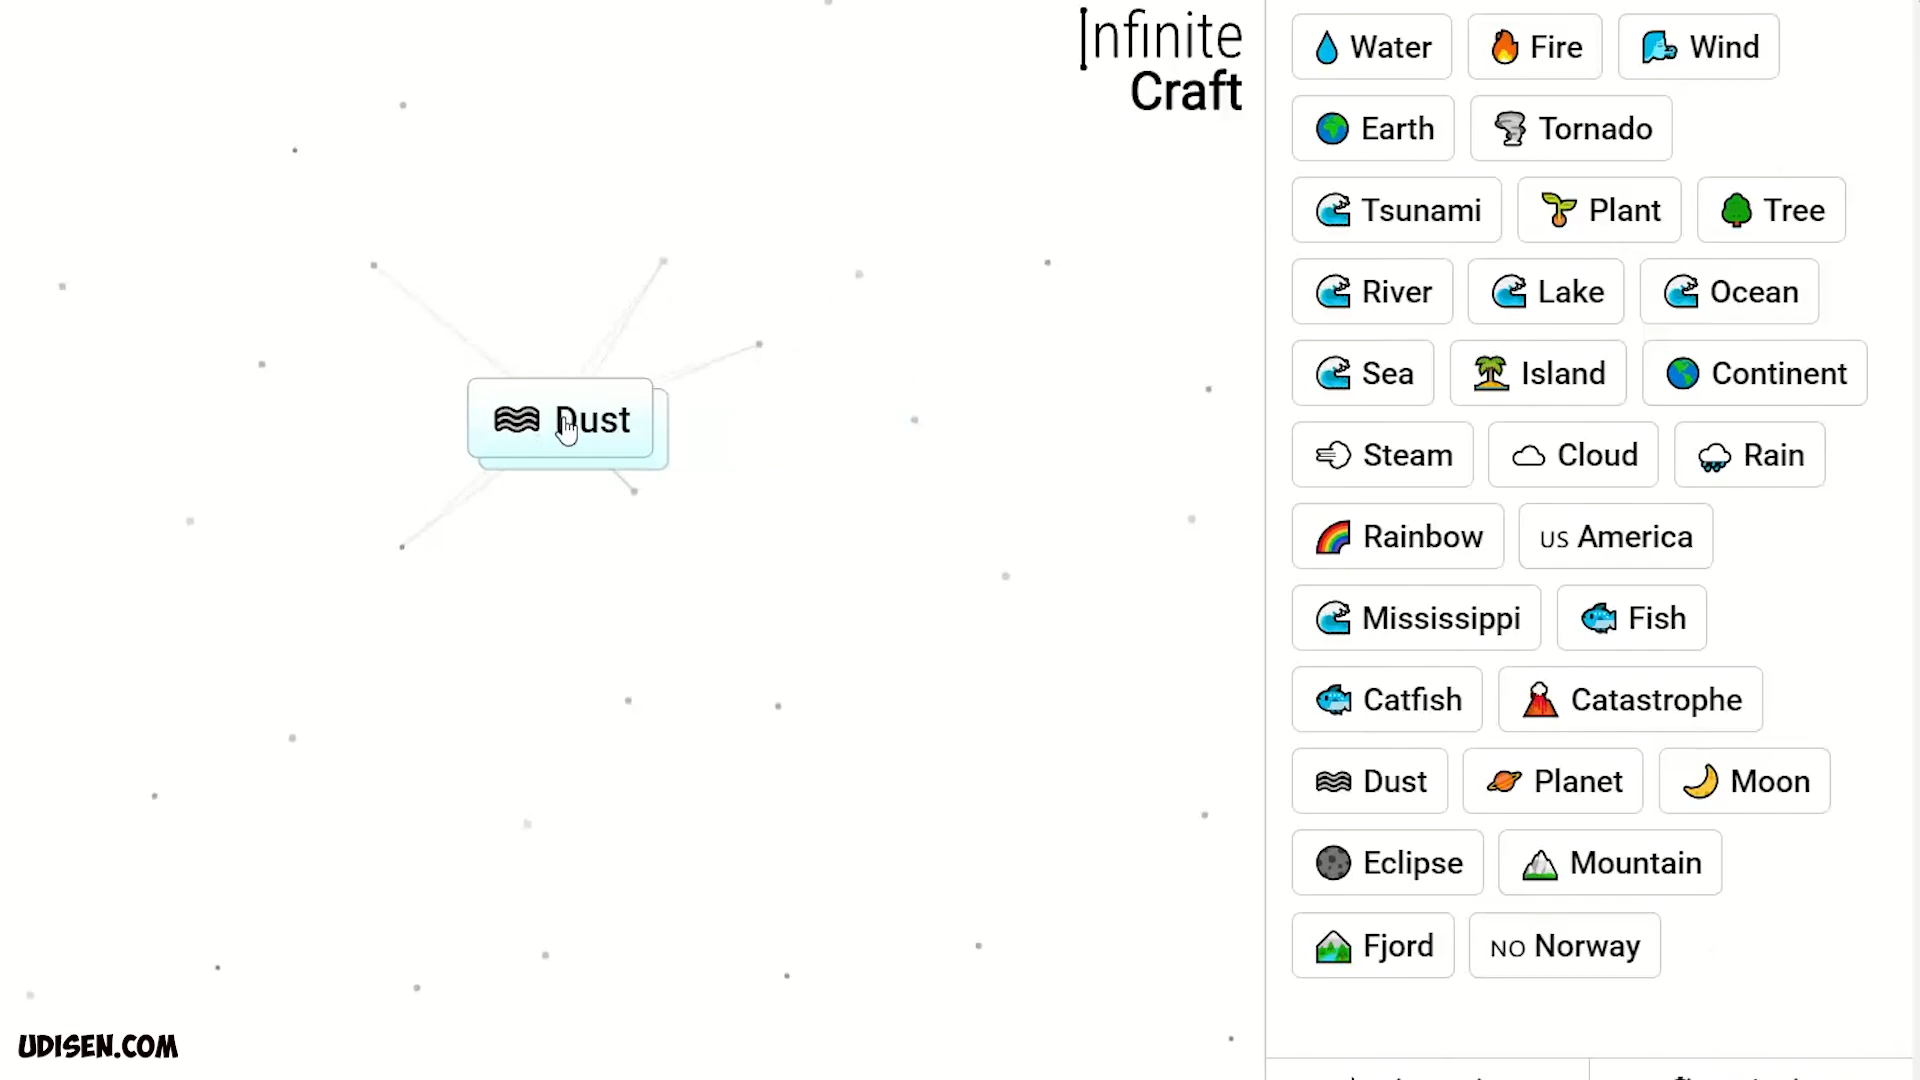 Infinite
Craft
Water Fire Wind
Earth Tornado
Tsunami Plant Tree
River Lake Ocean
Sea Island Continent
Steam Cloud Rain
Rainbow US America
Mississippi Fish
Catfish Catastrophe
Dust
Dust Planet Moon
Eclipse Mountain
Fjord NO Norway
UDISEN.COM